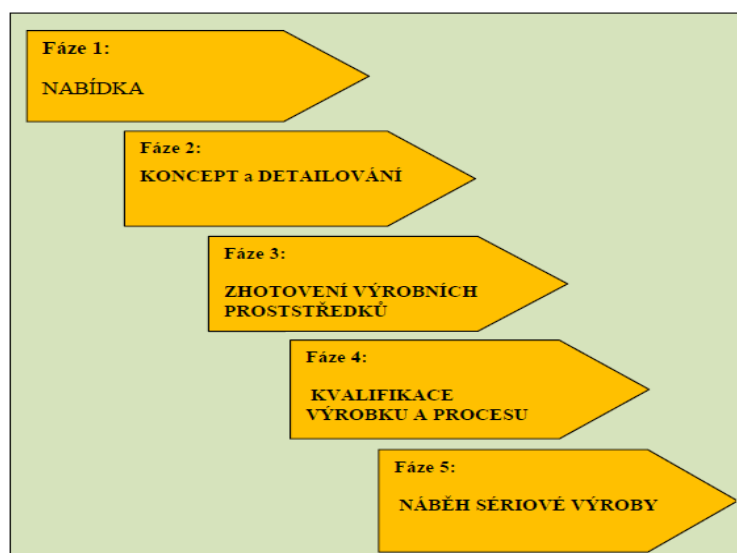 Fáze 1:
NABÍDKA
Fáze 2:
KONCEPT a DETAILOVÁNÍ
Fáze 3:
ZHOTOVENÍ VÝROBNÍCH
PROSTSTŘEDKŮ
Fáze 4:
KVALIFIKACE
VÝROBKU A PROCESU
Fáze 5:
NÁBĚH SÉRIOVÉ VÝROBY